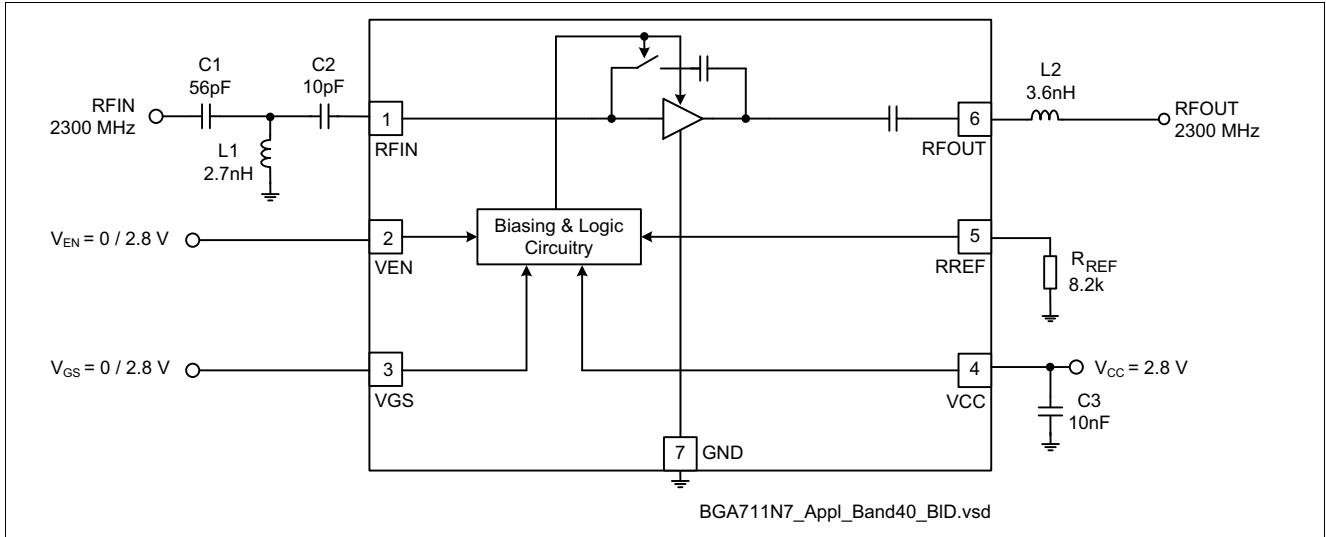 C1
56pF
C2
10pF
RFIN
2300 MHz
L1
2.7nH
1
RFIN
6
RFOUT
L2
3.6nH
RFOUT
2300 MHz
V_EN = 0 / 2.8 V
2
VEN
Biasing & Logic
Circuitry
5
RREF
R_REF
8.2k
V_GS = 0 / 2.8 V
3
VGS
4
VCC
V_CC = 2.8 V
C3
10nF
7
GND
BGA711N7_Appl_Band40_BID.vsd